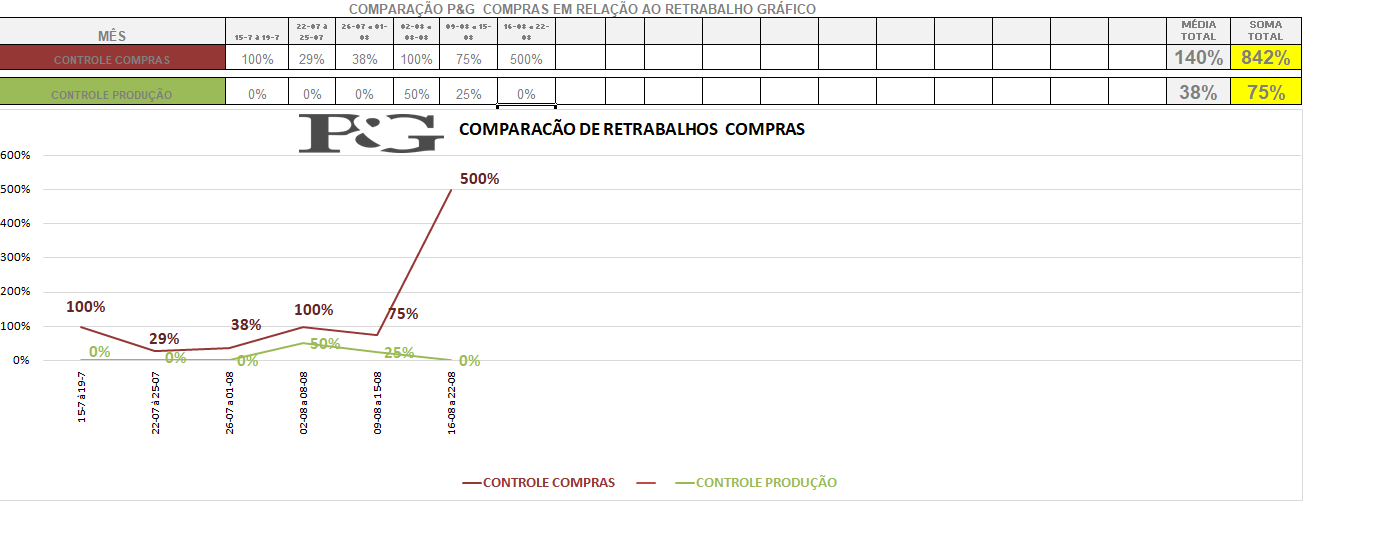 COMPARAÇÃO P&G  COMPRAS EM RELAÇÃO AO RETRABALHO GRÁFICO
MÊS 15-7 à 19-7 22-07 à 25-07 26-07 a 01-08 02-08 a 08-08 09-08 a 15-08 16-08 a 22-08 MÉDIA TOTAL SOMA TOTAL
CONTROLE COMPRAS 100% 29% 38% 100% 75% 500% 140% 842%
CONTROLE PRODUÇÃO 0% 0% 0% 50% 25% 0% 38% 75%
P&G COMPARACÃO DE RETRABALHOS  COMPRAS
600%
500%
400%
300%
200%
100%
0%
100%
29%
38%
100%
75%
500%
0%
0%
0%
50%
25%
0%
15-7 à 19-7
22-07 à 25-07
26-07 a 01-08
02-08 a 08-08
09-08 a 15-08
16-08 a 22-08
CONTROLE COMPRAS
CONTROLE PRODUÇÃO